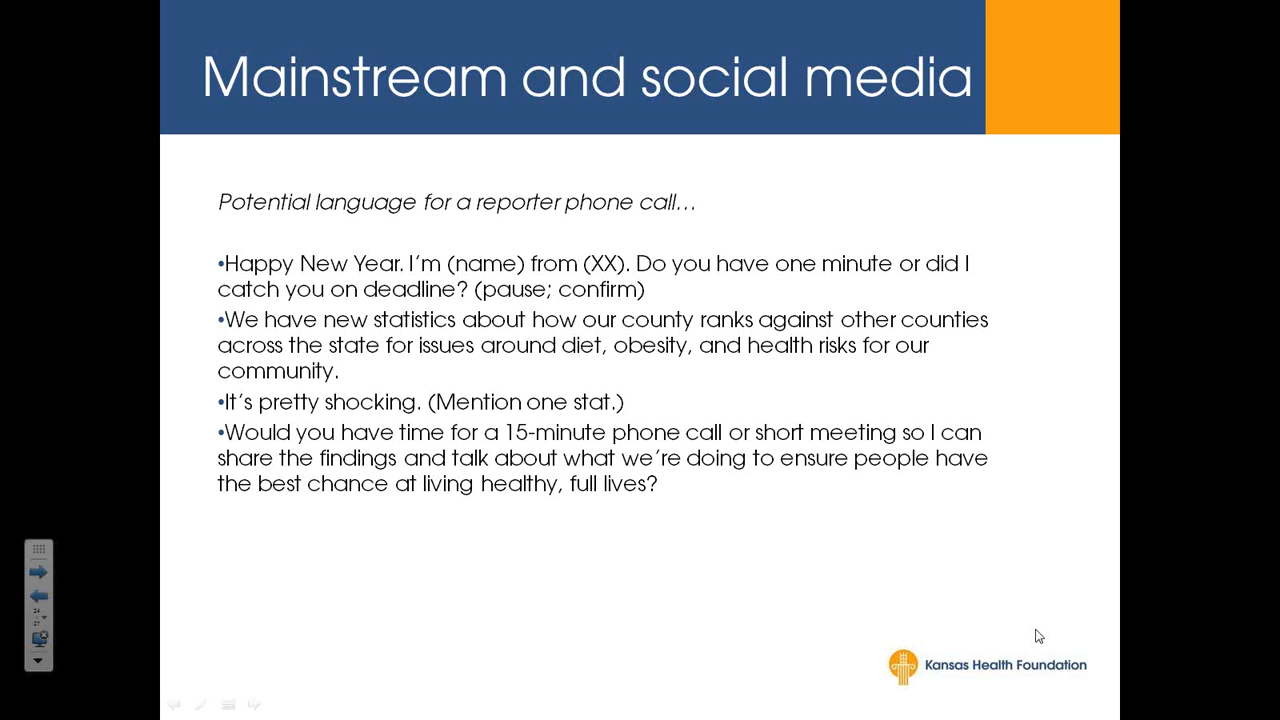 Mainstream and social media
Potential language for a reporter phone call…
•Happy New Year. I'm (name) from (XX). Do you have one minute or did I
catch you on deadline? (pause; confirm)
•We have new statistics about how our county ranks against other counties
across the state for issues around diet, obesity, and health risks for our
community.
•It's pretty shocking. (Mention one stat.)
•Would you have time for a 15-minute phone call or short meeting so I can
share the findings and talk about what we're doing to ensure people have
the best chance at living healthy, full lives?
24
27
Kansas Health Foundation